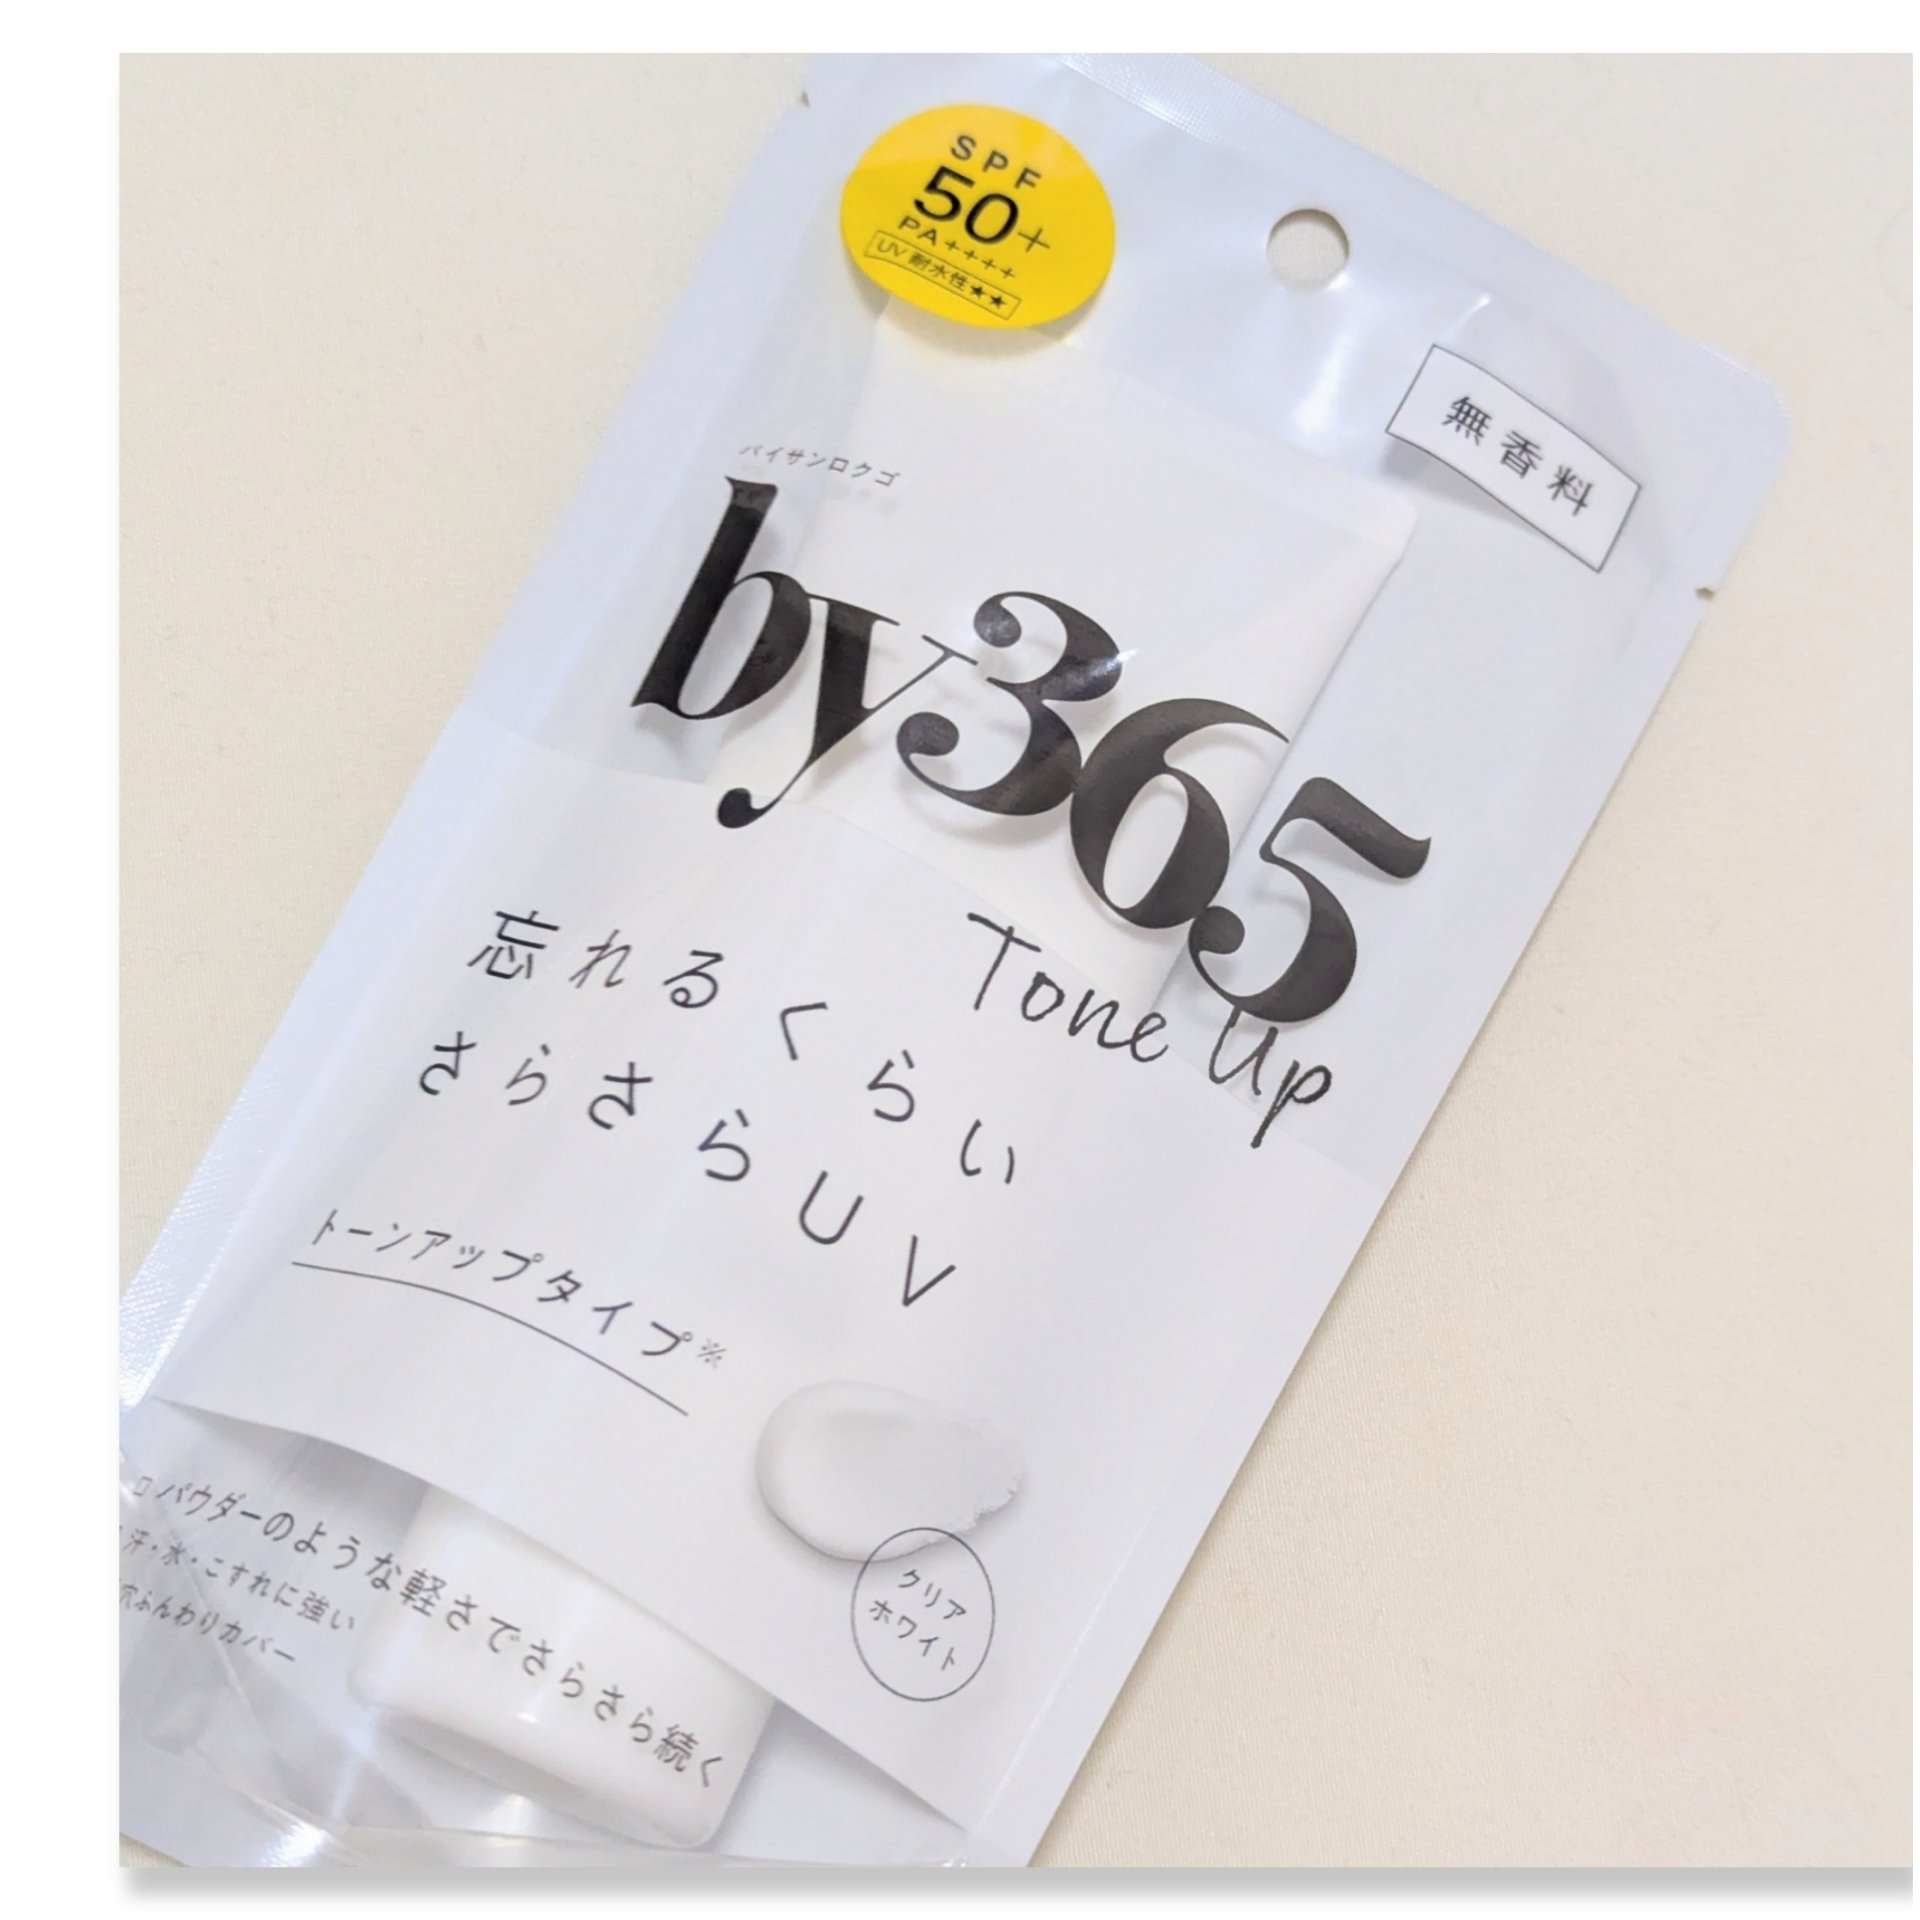 SPF
50+
PA++++
UV耐水性★★
無香料
バイサンロクゴ
by365
Tone Up
忘れるくらい
さらさらUV
トーンアップタイプ※
クリア
ホワイト
□ パウダーのような軽さでさらさら続く
汗・水・こすれに強い
穴ふんわりカバー